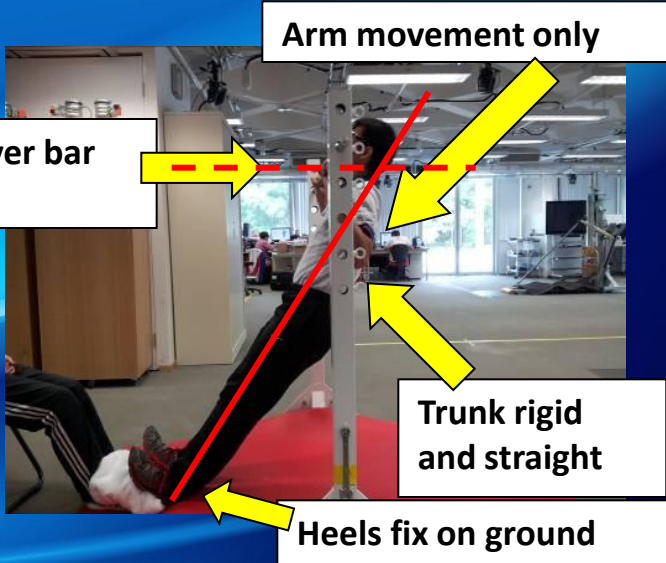 Arm movement only
ver bar
Trunk rigid
and straight
Heels fix on ground